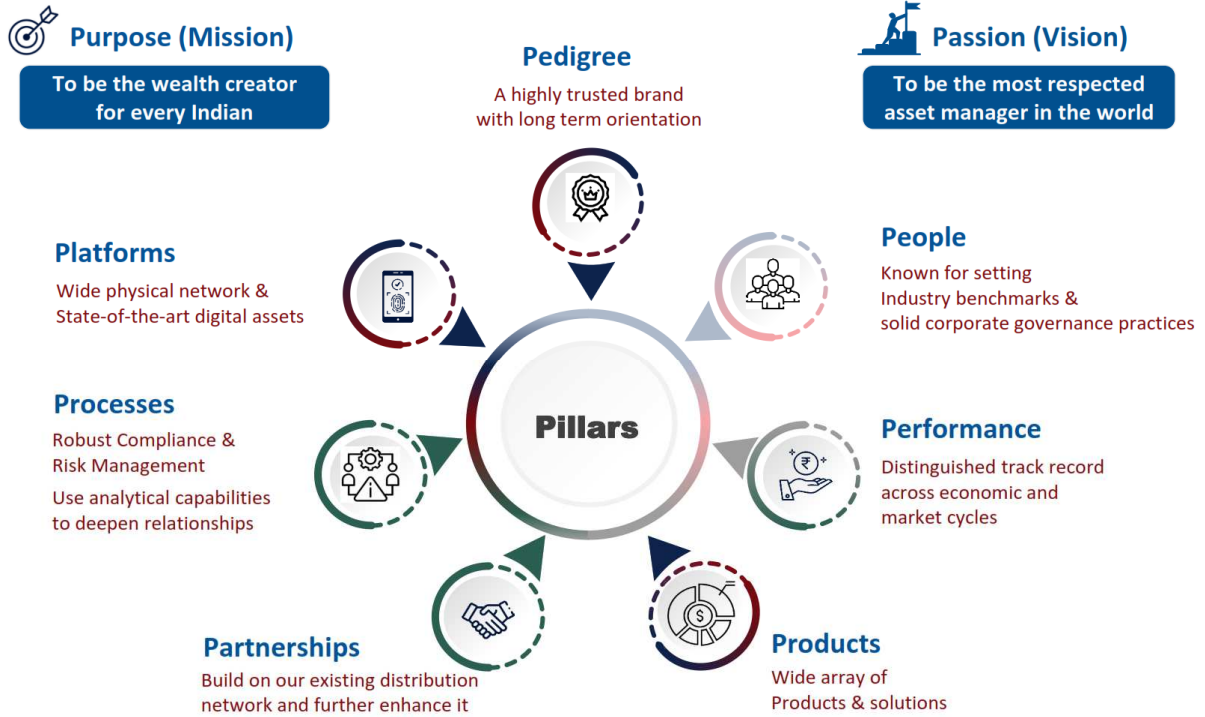 Purpose (Mission)
To be the wealth creator
for every Indian
Passion (Vision)
To be the most respected
asset manager in the world
Pedigree
A highly trusted brand
with long term orientation
Platforms
Wide physical network &
State-of-the-art digital assets
People
Known for setting
Industry benchmarks &
solid corporate governance practices
Processes
Robust Compliance &
Risk Management
Use analytical capabilities
to deepen relationships
Pillars
Performance
₹
Distinguished track record
across economic and
market cycles
Partnerships
Build on our existing distribution
network and further enhance it
Products
$
Wide array of
Products & solutions